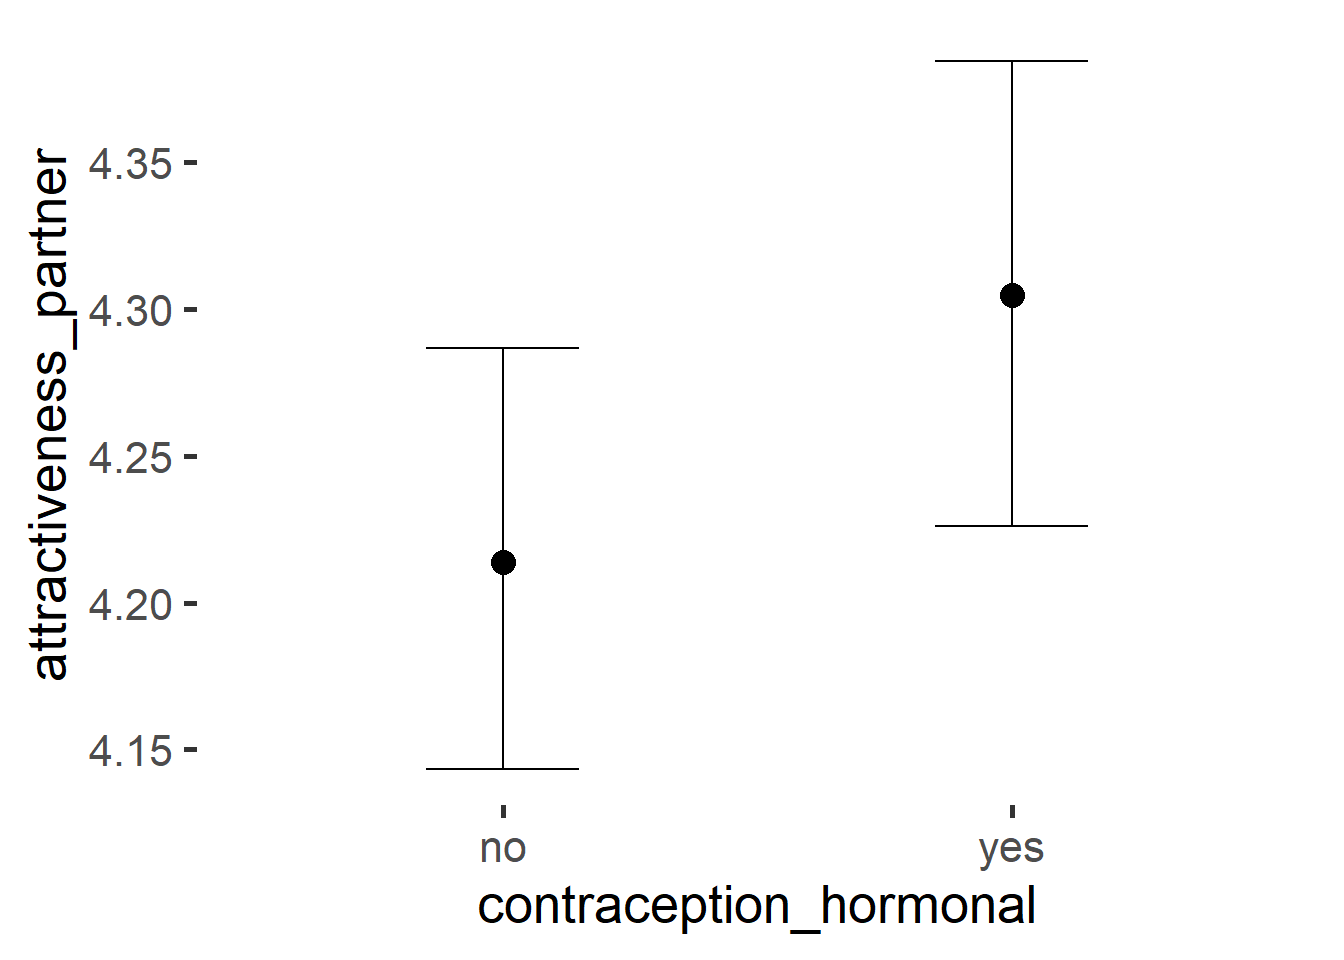 attractiveness_partner
4.35
4.30
4.25
4.20
4.15
no
yes
contraception_hormonal